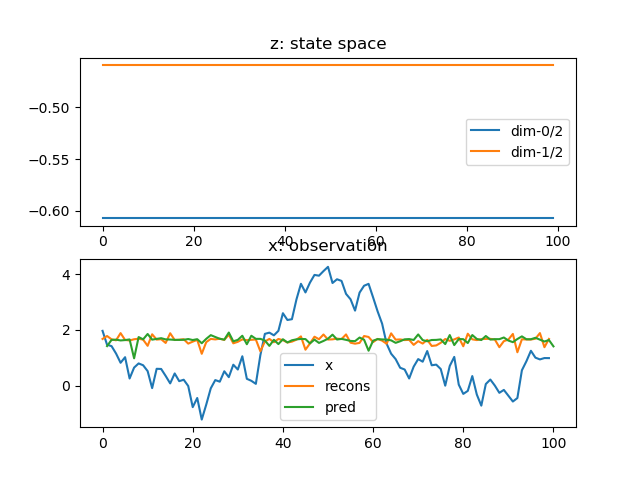 z: state space
−0.50
−0.55
−0.60
dim-0/2
dim-1/2
0 20 40 60 80 100
x: observation
4
2
0
x
recons
pred
0 20 40 60 80 100